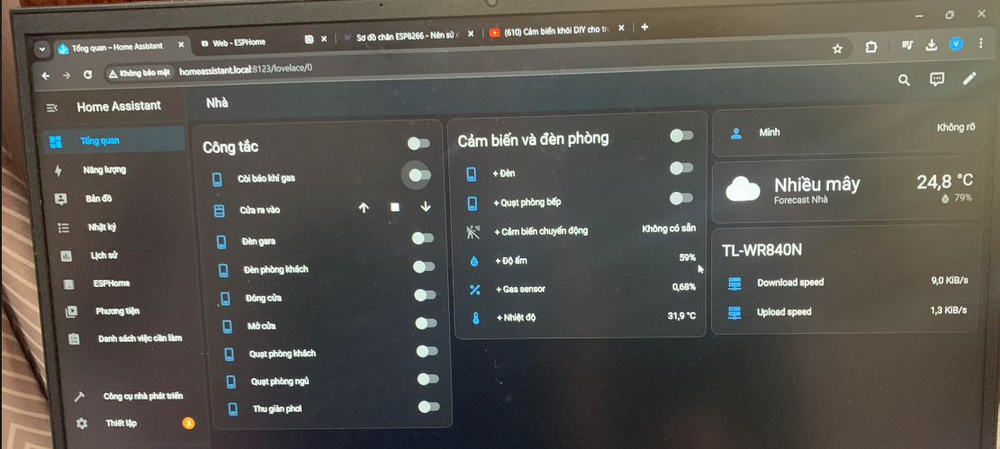 Tổng quan – Home Assistant
Web - ESPHome
Sơ đồ chân ESP8266 - Nên sử
(610) Cảm biến khói DIY cho
Không bảo mật
homeassistant.local:8123/lovelace/0
V
Home Assistant
Nhà
Tổng quan
Năng lượng
Bản đồ
Nhật ký
Lịch sử
ESPHome
Phương tiện
Danh sách việc cần làm
Công cụ nhà phát triển
Thiết lập
3
Công tắc
Còi báo khí gas
Cửa ra vào
Đèn gara
Đèn phòng khách
Đóng cửa
Mở cửa
Quạt phòng khách
Quạt phòng ngủ
Thu giàn phơi
Cảm biến và đèn phòng
+ Đèn
+ Quạt phòng bếp
+ Cảm biến chuyển động Không có sẵn
+ Độ ẩm 59%
+ Gas sensor 0,68%
+ Nhiệt độ 31,9 °C
Minh Không rõ
Nhiều mây 24,8 °C
Forecast Nhà 79%
TL-WR840N
Download speed 9,0 KiB/s
Upload speed 1,3 KiB/s